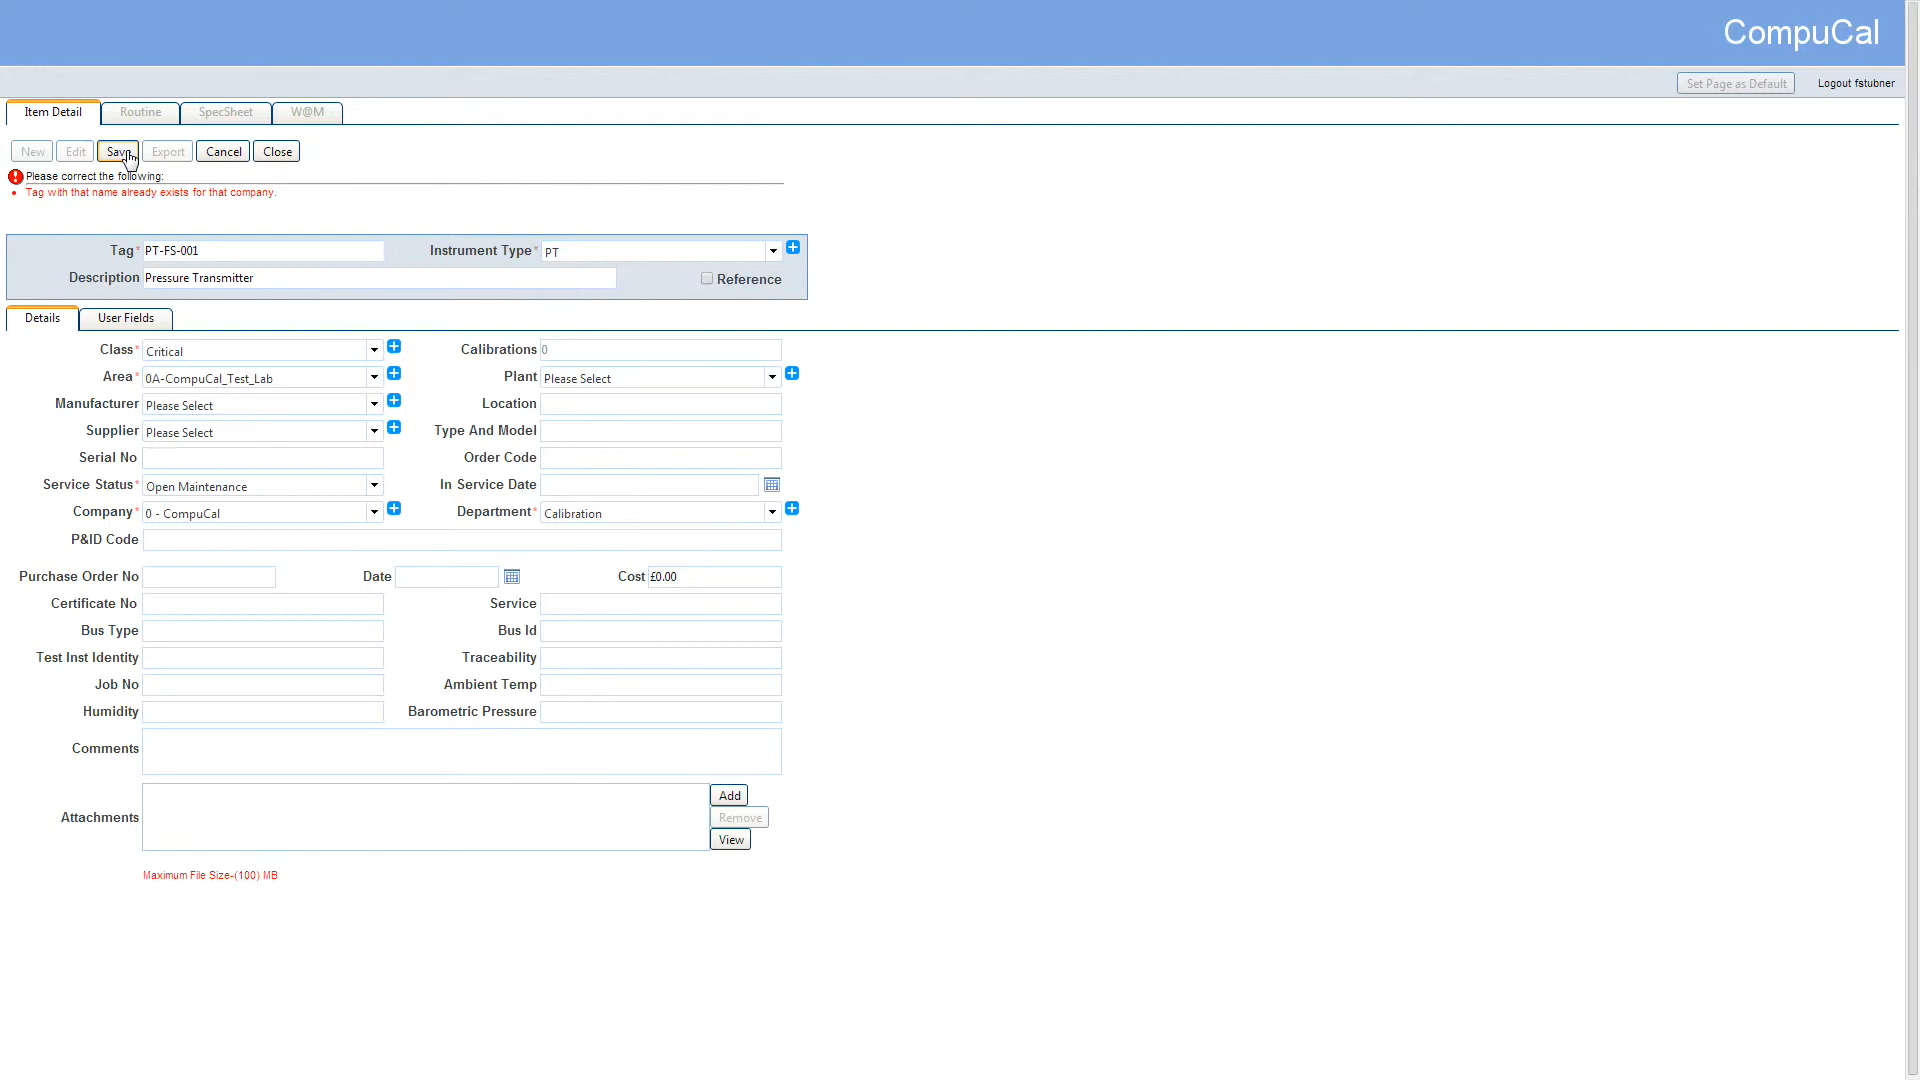 CompuCal
Set Page as Default Logout fstubner
Item Detail Routine SpecSheet W@M
New Edit Save Export Cancel Close
Please correct the following:
Tag with that name already exists for that company.
Tag* PT-FS-001 Instrument Type* PT
Description Pressure Transmitter Reference
Details User Fields
Class* Critical Calibrations 0
Area* 0A-CompuCal_Test_Lab Plant Please Select
Manufacturer Please Select Location
Supplier Please Select Type And Model
Serial No Order Code
Service Status* Open Maintenance In Service Date
Company* 0 - CompuCal Department* Calibration
P&ID Code
Purchase Order No Date Cost £0.00
Certificate No Service
Bus Type Bus Id
Test Inst Identity Traceability
Job No Ambient Temp
Humidity Barometric Pressure
Comments
Attachments Add
Remove
View
Maximum File Size-(100) MB